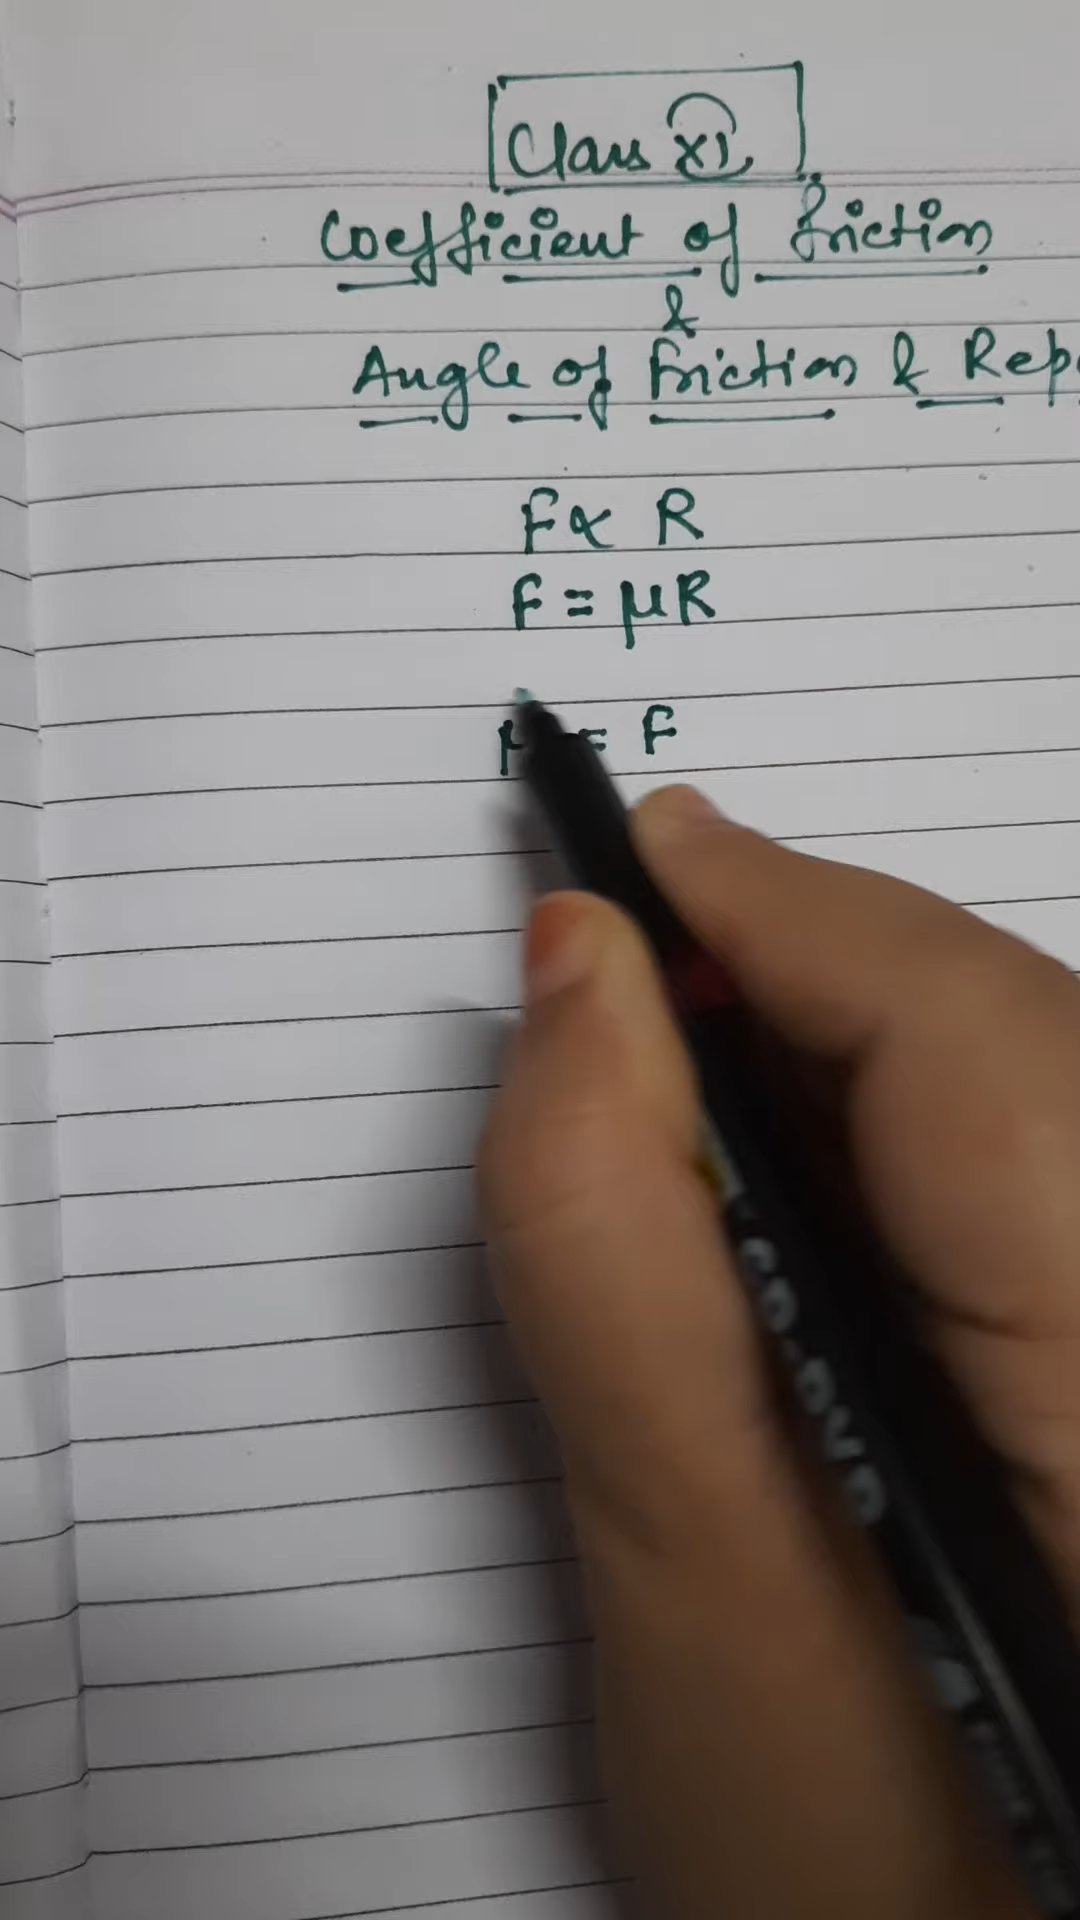 Class XI
Coefficient of friction
&
Angle of friction & Rep
F ∝ R
F = μR
μ = F